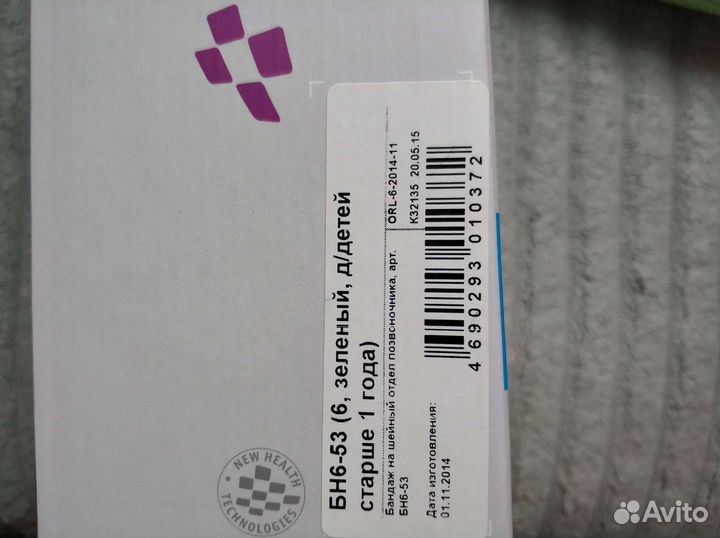 БН6-53 (6, зеленый, д/детей
старше 1 года)
Бандаж на шейный отдел позвоночника, арт.
БН6-53
ORL-6-2014-11
К32135 20.05.15
Дата изготовления:
01.11.2014
4 690293 010372
NEW HEALTH
TECHNOLOGIES
Avito